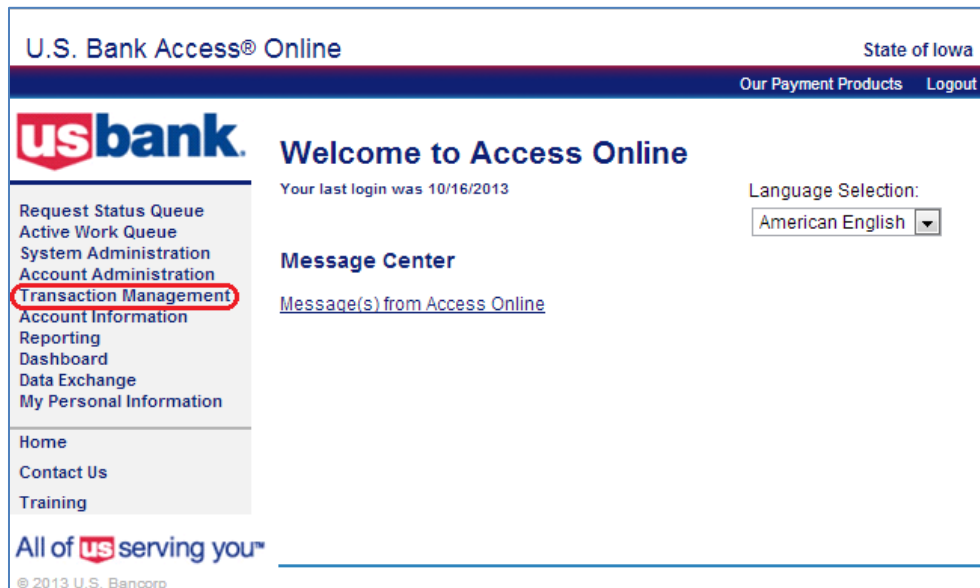 U.S. Bank Access® Online
State of Iowa
Our Payment Products Logout
usbank.
Welcome to Access Online
Your last login was 10/16/2013
Language Selection:
American English
Request Status Queue
Active Work Queue
System Administration
Account Administration
Transaction Management
Account Information
Reporting
Dashboard
Data Exchange
My Personal Information
Message Center
Message(s) from Access Online
Home
Contact Us
Training
All of us serving you℠
© 2013 U.S. Bancorp